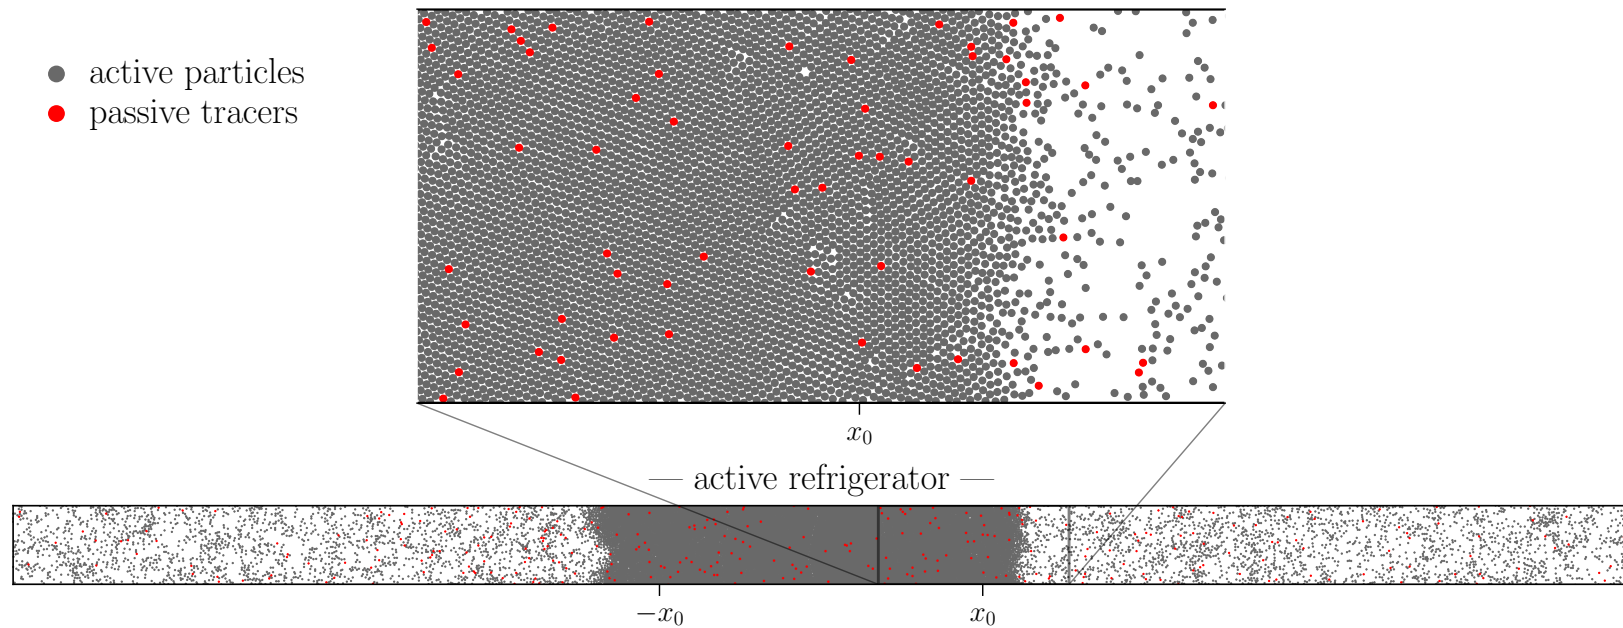 active particles
passive tracers
x₀
— active refrigerator —
−x₀
x₀